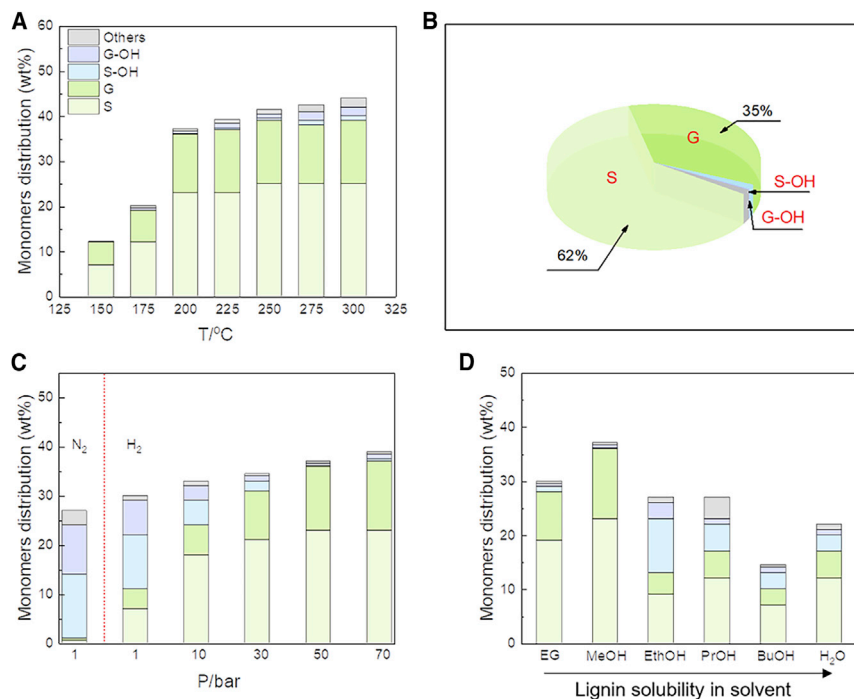 A
Monomers distribution (wt%)
60
50
40
30
20
10
0
Others
G-OH
S-OH
G
S
125 150 175 200 225 250 275 300 325
T/°C
B
35%
G
S
S-OH
G-OH
62%
C
Monomers distribution (wt%)
50
40
30
20
10
0
N₂ H₂
1 1 10 30 50 70
P/bar
D
Monomers distribution (wt%)
50
40
30
20
10
0
EG MeOH EthOH PrOH BuOH H₂O
Lignin solubility in solvent